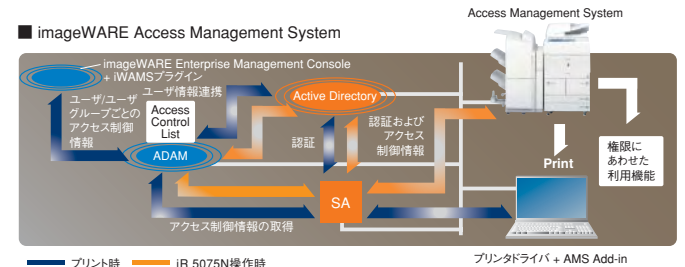 ■ imageWARE Access Management System
Access Management System
imageWARE Enterprise Management Console
+ iWAMSプラグイン
ユーザ情報連携
ユーザ/ユーザ
グループごとの
アクセス制御
情報
Access
Control
List
ADAM
Active Directory
認証
認証および
アクセス
制御情報
SA
アクセス制御情報の取得
Print
権限に
あわせた
利用機能
プリンタドライバ + AMS Add-in
プリント時
iR 5075N操作時